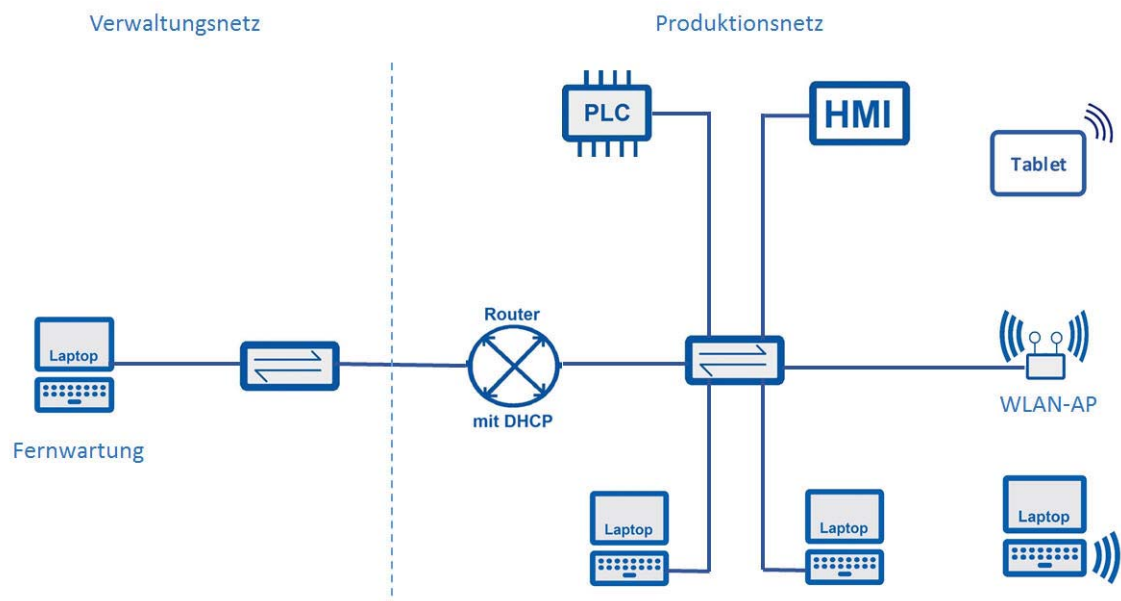 Verwaltungsnetz
Produktionsnetz
PLC
HMI
Tablet
Router
Laptop
mit DHCP
WLAN-AP
Fernwartung
Laptop
Laptop
Laptop